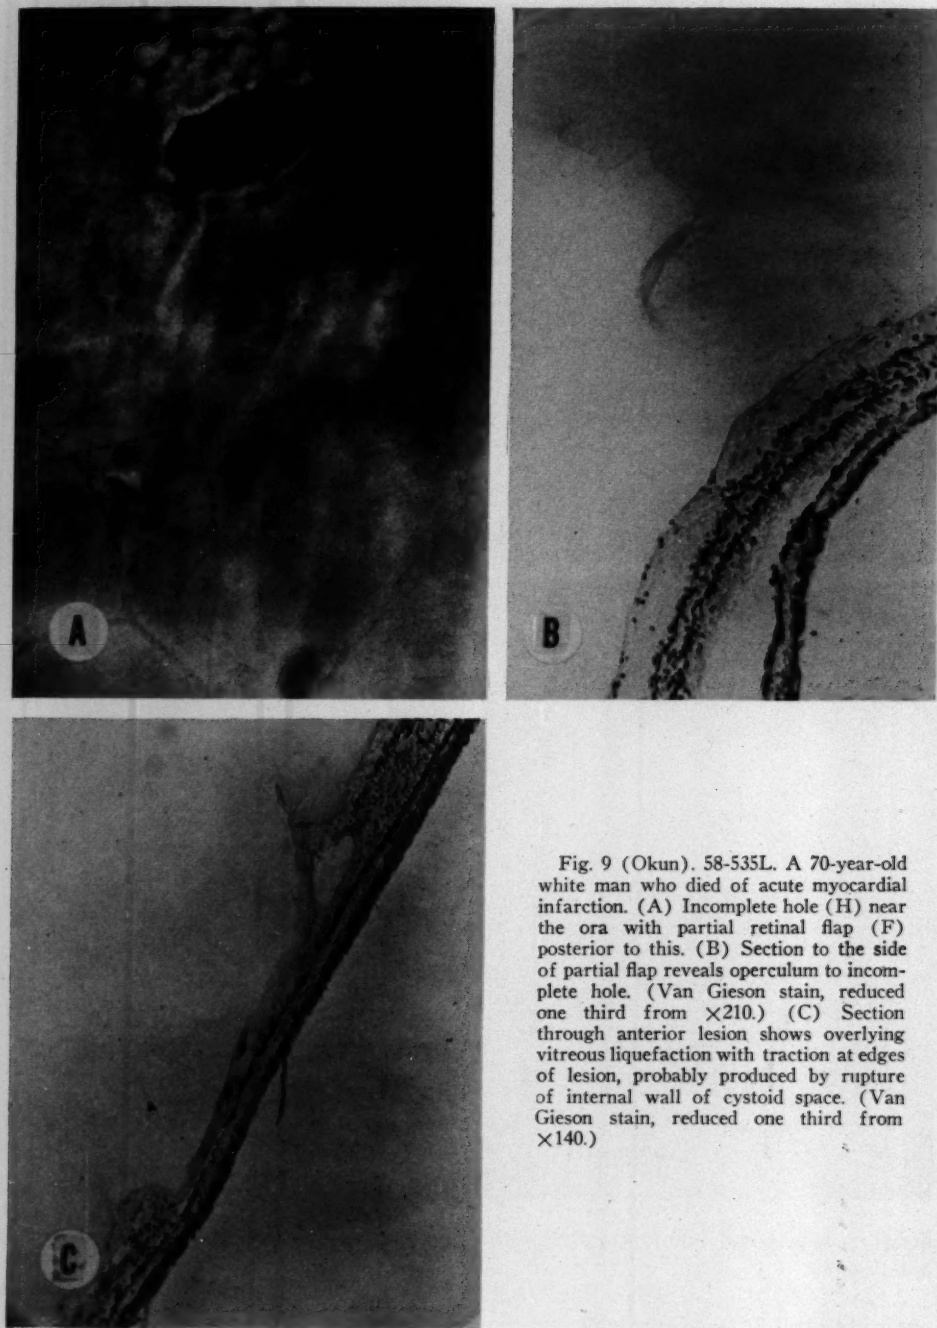 A
B
C
Fig. 9 (Okun). 58-535L. A 70-year-old
white man who died of acute myocardial
infarction. (A) Incomplete hole (H) near
the ora with partial retinal flap (F)
posterior to this. (B) Section to the side
of partial flap reveals operculum to incom-
plete hole. (Van Gieson stain, reduced
one third from ×210.) (C) Section
through anterior lesion shows overlying
vitreous liquefaction with traction at edges
of lesion, probably produced by rupture
of internal wall of cystoid space. (Van
Gieson stain, reduced one third from
×140.)